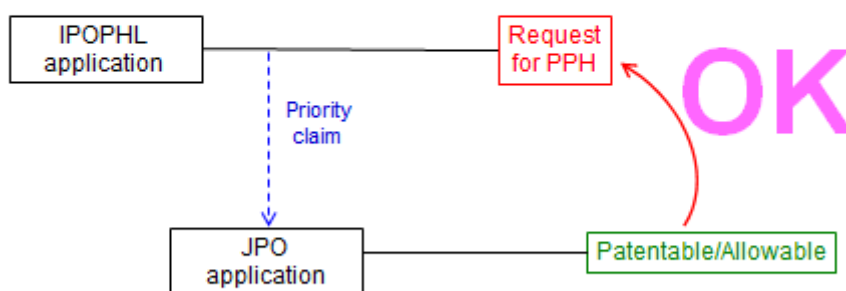 IPOPHL
application
Request
for PPH
OK
Priority
claim
JPO
application
Patentable/Allowable